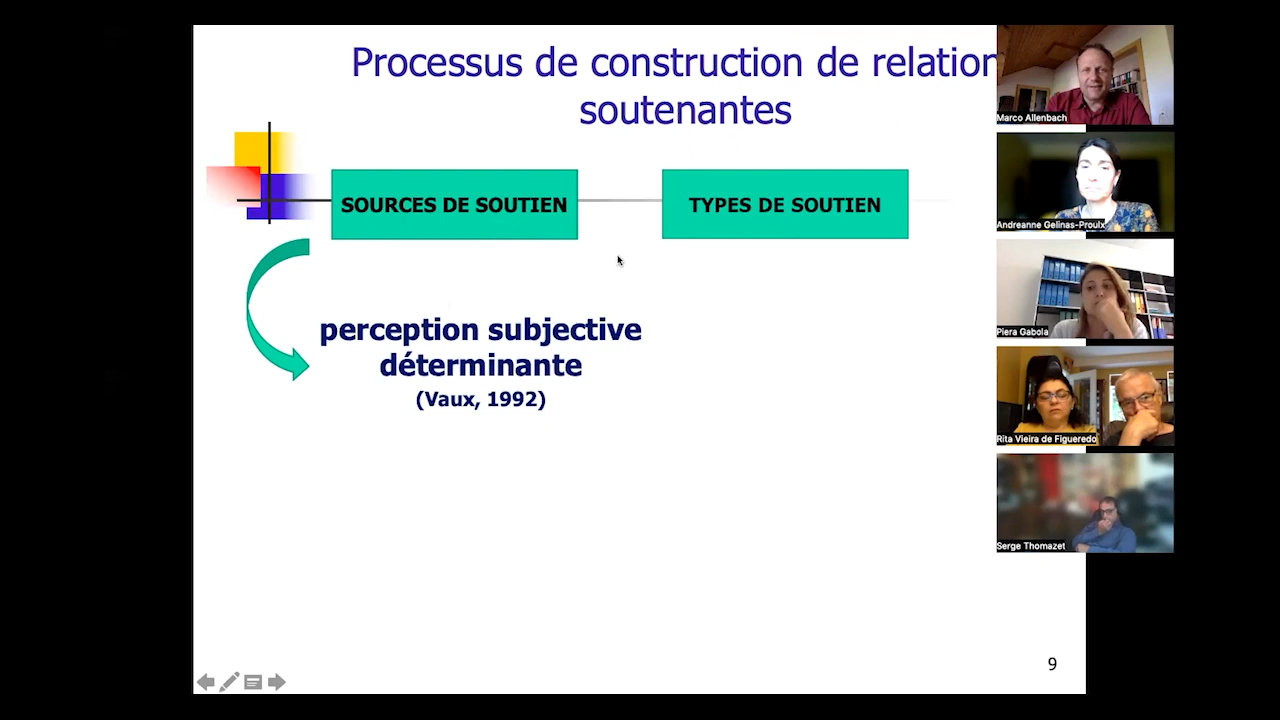 Processus de construction de relation
soutenantes
SOURCES DE SOUTIEN
TYPES DE SOUTIEN
perception subjective
déterminante
(Vaux, 1992)
9
Marco Allenbach
Andreanne Gelinas-Proulx
Piera Gabola
Rita Vieira de Figueredo
Serge Thomazet